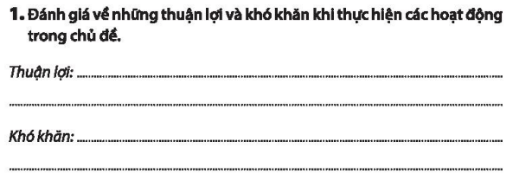 1. Đánh giá về những thuận lợi và khó khăn khi thực hiện các hoạt động
trong chủ đề.
Thuận lợi: ........................................................................
........................................................................
Khó khăn: ........................................................................
........................................................................